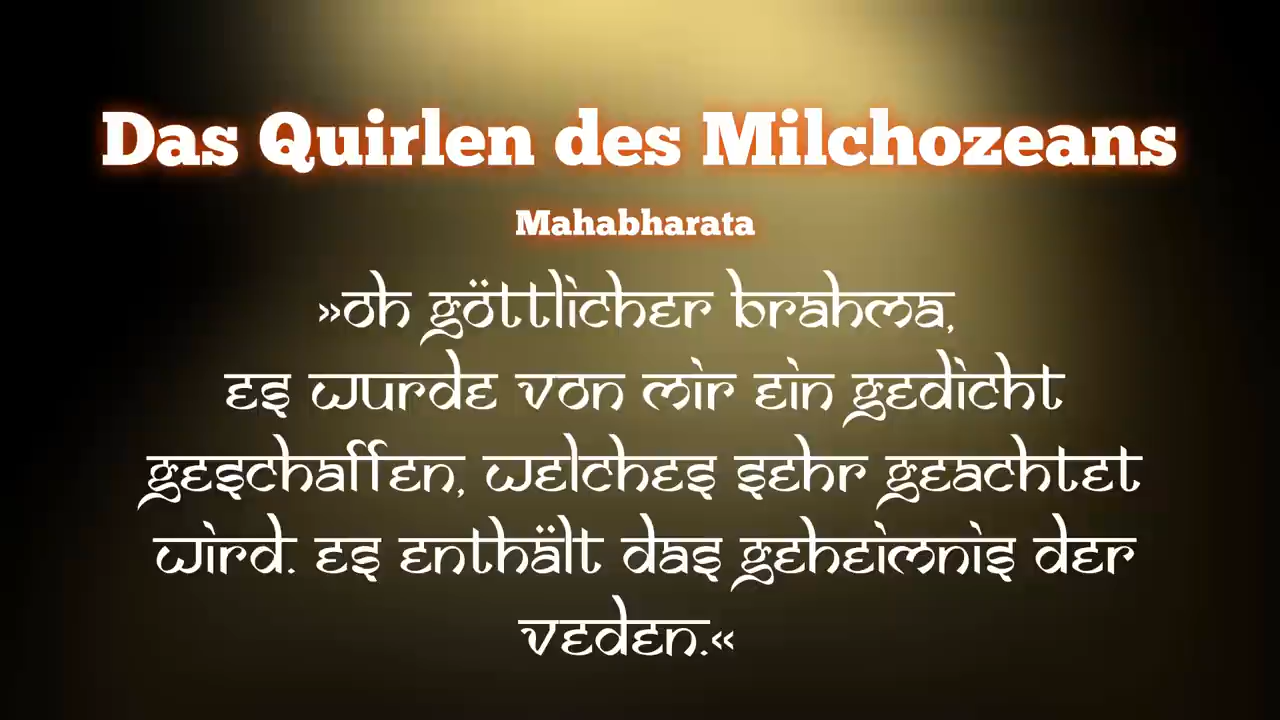 Das Quirlen des Milchozeans
Mahabharata
»oh göttlicher brahma,
es wurde von mir ein gedicht
geschaffen, welches sehr geachtet
wird. es enthält das geheimnis der
veden.«